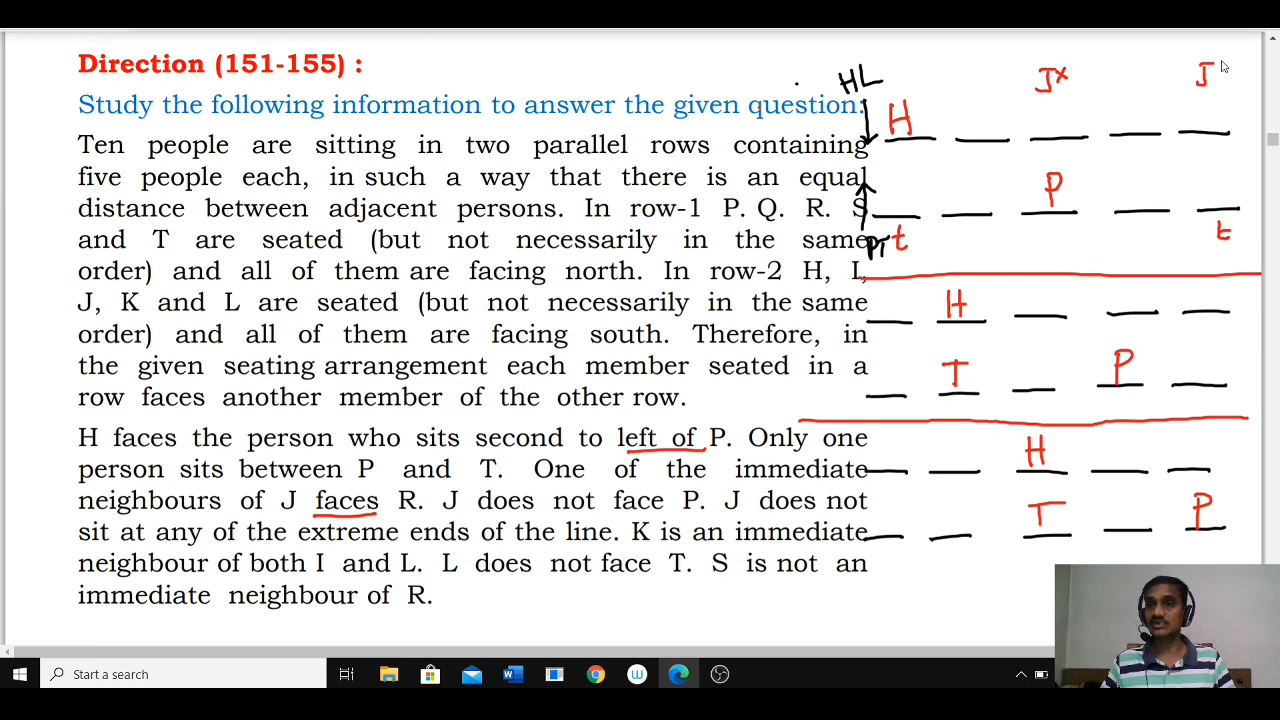 Direction (151-155) :
Study the following information to answer the given question:
Ten people are sitting in two parallel rows containing
five people each, in such a way that there is an equal
distance between adjacent persons. In row-1 P. Q. R. S
and T are seated (but not necessarily in the same
order) and all of them are facing north. In row-2 H, I,
J, K and L are seated (but not necessarily in the same
order) and all of them are facing south. Therefore, in
the given seating arrangement each member seated in a
row faces another member of the other row.
H faces the person who sits second to left of P. Only one
person sits between P and T. One of the immediate
neighbours of J faces R. J does not face P. J does not
sit at any of the extreme ends of the line. K is an immediate
neighbour of both I and L. L does not face T. S is not an
immediate neighbour of R.
HL
J x J
H
P
PT t t
H
T P
H
T P
Start a search